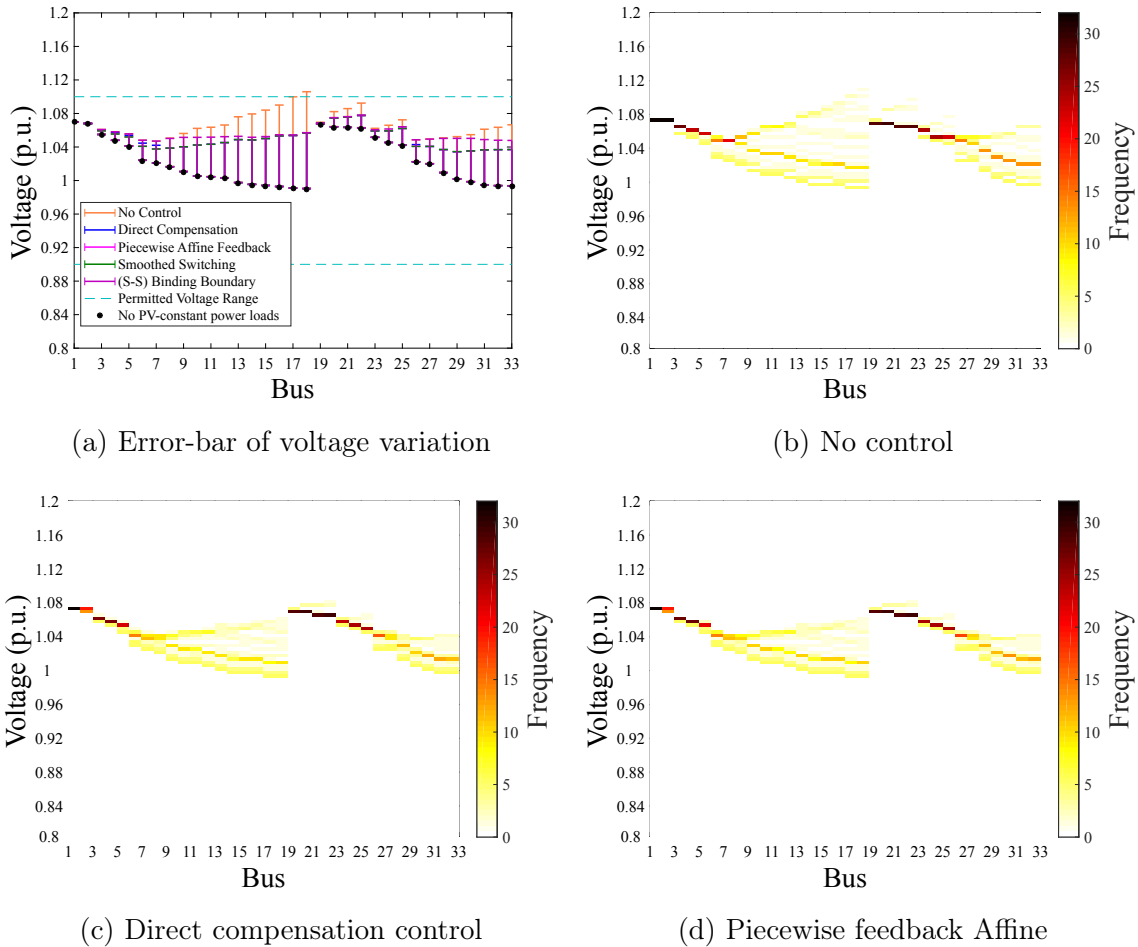 1.2
1.16
1.12
1.08
1.04
1
0.96
0.92
0.88
0.84
0.8
Voltage (p.u.)
No Control
Direct Compensation
Piecewise Affine Feedback
Smoothed Switching
(S-S) Binding Boundary
Permitted Voltage Range
No PV-constant power loads
1 3 5 7 9 11 13 15 17 19 21 23 25 27 29 31 33
Bus
(a) Error-bar of voltage variation
1.2
1.16
1.12
1.08
1.04
1
0.96
0.92
0.88
0.84
0.8
Voltage (p.u.)
1 3 5 7 9 11 13 15 17 19 21 23 25 27 29 31 33
Bus
30
25
20
15
10
5
0
Frequency
(b) No control
1.2
1.16
1.12
1.08
1.04
1
0.96
0.92
0.88
0.84
0.8
Voltage (p.u.)
1 3 5 7 9 11 13 15 17 19 21 23 25 27 29 31 33
Bus
30
25
20
15
10
5
0
Frequency
(c) Direct compensation control
1.2
1.16
1.12
1.08
1.04
1
0.96
0.92
0.88
0.84
0.8
Voltage (p.u.)
1 3 5 7 9 11 13 15 17 19 21 23 25 27 29 31 33
Bus
30
25
20
15
10
5
0
Frequency
(d) Piecewise feedback Affine